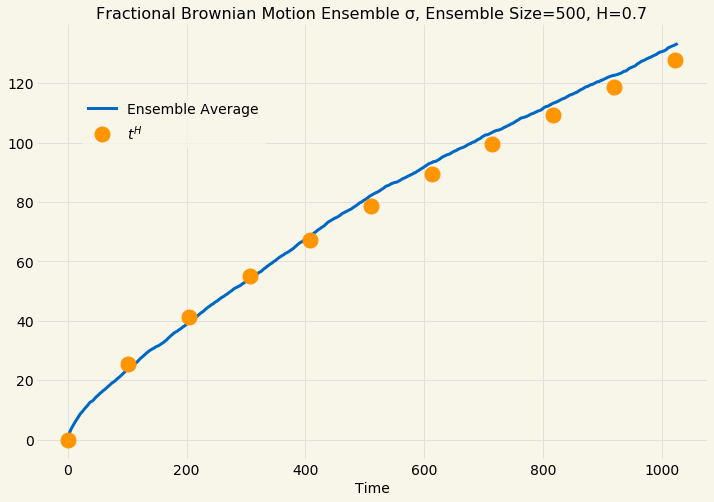 Fractional Brownian Motion Ensemble σ, Ensemble Size=500, H=0.7
120
100
80
60
40
20
0
Ensemble Average
t^H
0 200 400 600 800 1000
Time